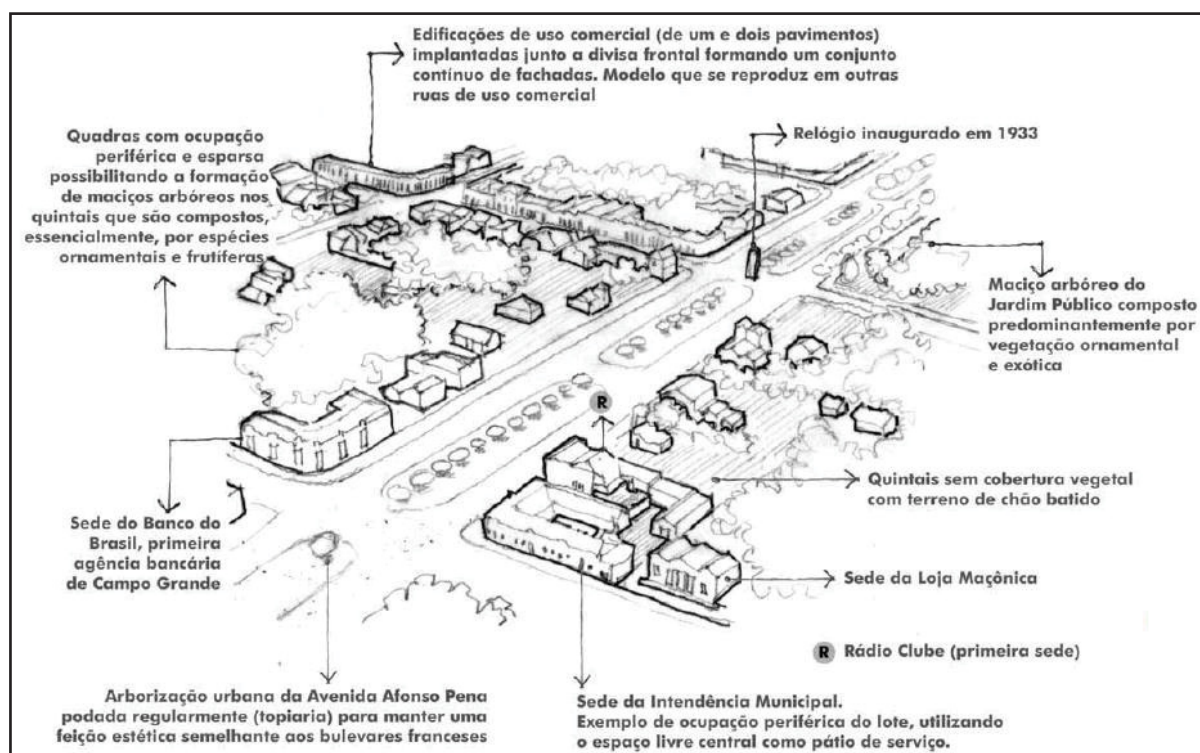 Edificações de uso comercial (de um e dois pavimentos)
implantadas junto a divisa frontal formando um conjunto
contínuo de fachadas. Modelo que se reproduz em outras
ruas de uso comercial
Quadras com ocupação
periférica e esparsa
possibilitando a formação
de maciços arbóreos nos
quintais que são compostos,
essencialmente, por espécies
ornamentais e frutíferas
Relógio inaugurado em 1933
Maciço arbóreo do
Jardim Público composto
predominantemente por
vegetação ornamental
e exótica
R
Quintais sem cobertura vegetal
com terreno de chão batido
Sede do Banco do
Brasil, primeira
agência bancária
de Campo Grande
Sede da Loja Maçônica
R Rádio Clube (primeira sede)
Arborização urbana da Avenida Afonso Pena
podada regularmente (topiaria) para manter uma
feição estética semelhante aos bulevares franceses
Sede da Intendência Municipal.
Exemplo de ocupação periférica do lote, utilizando
o espaço livre central como pátio de serviço.